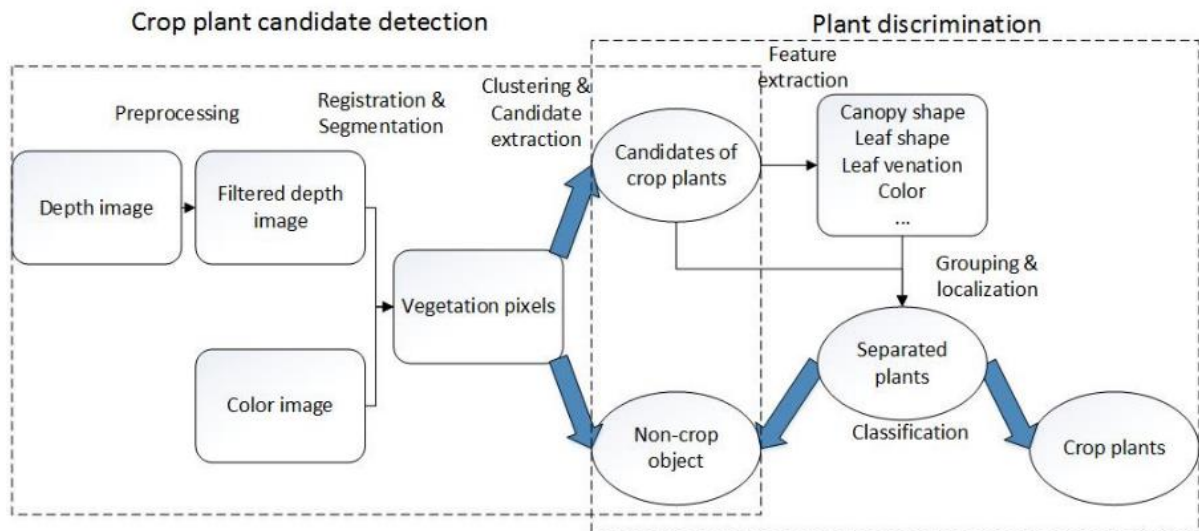 Crop plant candidate detection
Plant discrimination
Preprocessing
Registration &
Segmentation
Clustering &
Candidate
extraction
Feature
extraction
Depth image
Filtered depth
image
Color image
Vegetation pixels
Candidates of
crop plants
Canopy shape
Leaf shape
Leaf venation
Color
...
Grouping &
localization
Separated
plants
Classification
Non-crop
object
Crop plants